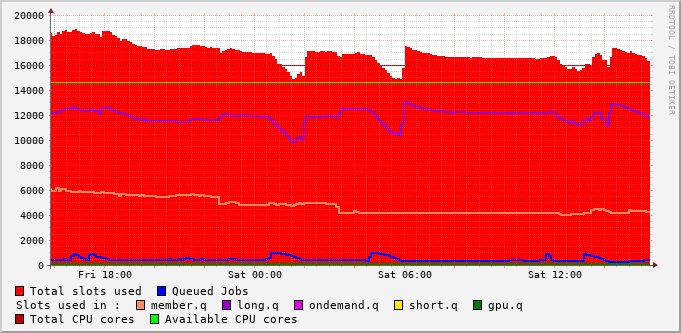 20000
18000
16000
14000
12000
10000
8000
6000
4000
2000
0
Fri 18:00 Sat 00:00 Sat 06:00 Sat 12:00
Total slots used Queued Jobs
Slots used in : member.q long.q ondemand.q short.q gpu.q
Total CPU cores Available CPU cores
RRDTOOL / TOBI OETIKER